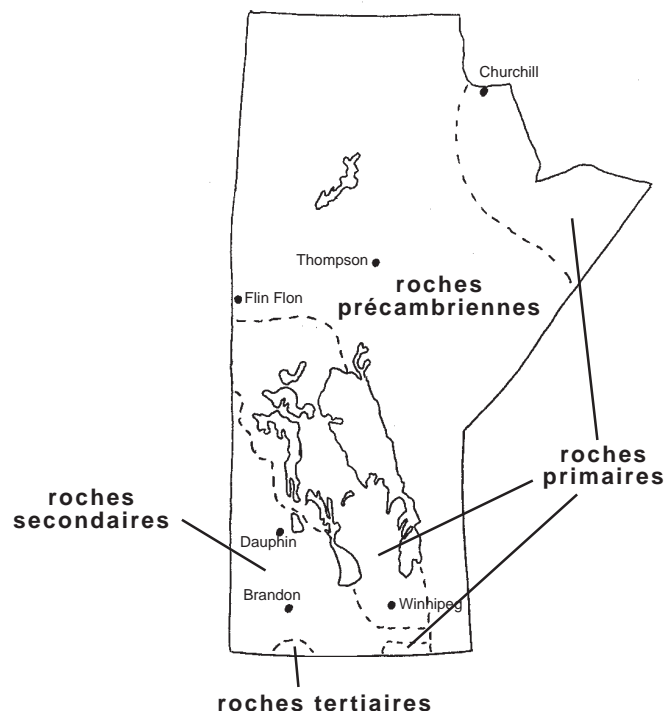 Churchill
Thompson
roches
précambriennes
Flin Flon
roches
primaires
roches
secondaires
Dauphin
Brandon
Winnipeg
roches tertiaires